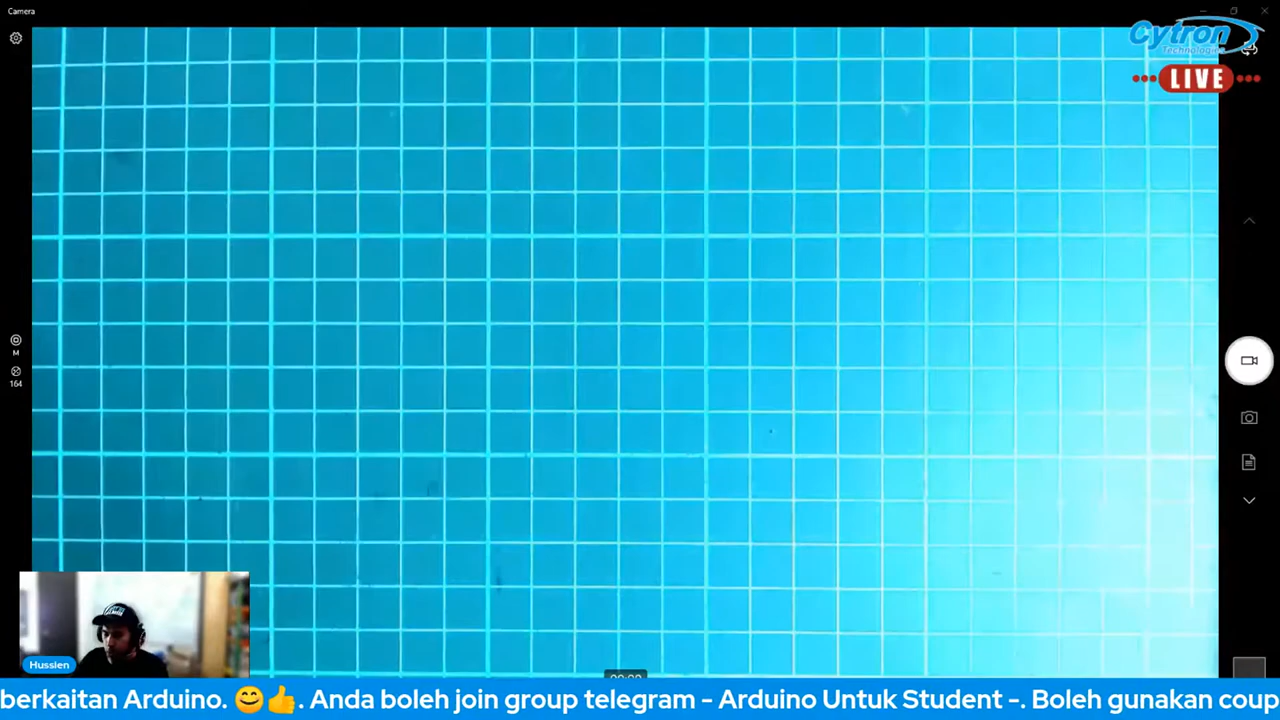 Camera
Cytron
Technologies
LIVE
M
164
Hussien
berkaitan Arduino. 😊👍. Anda boleh join group telegram - Arduino Untuk Student -. Boleh gunakan coup